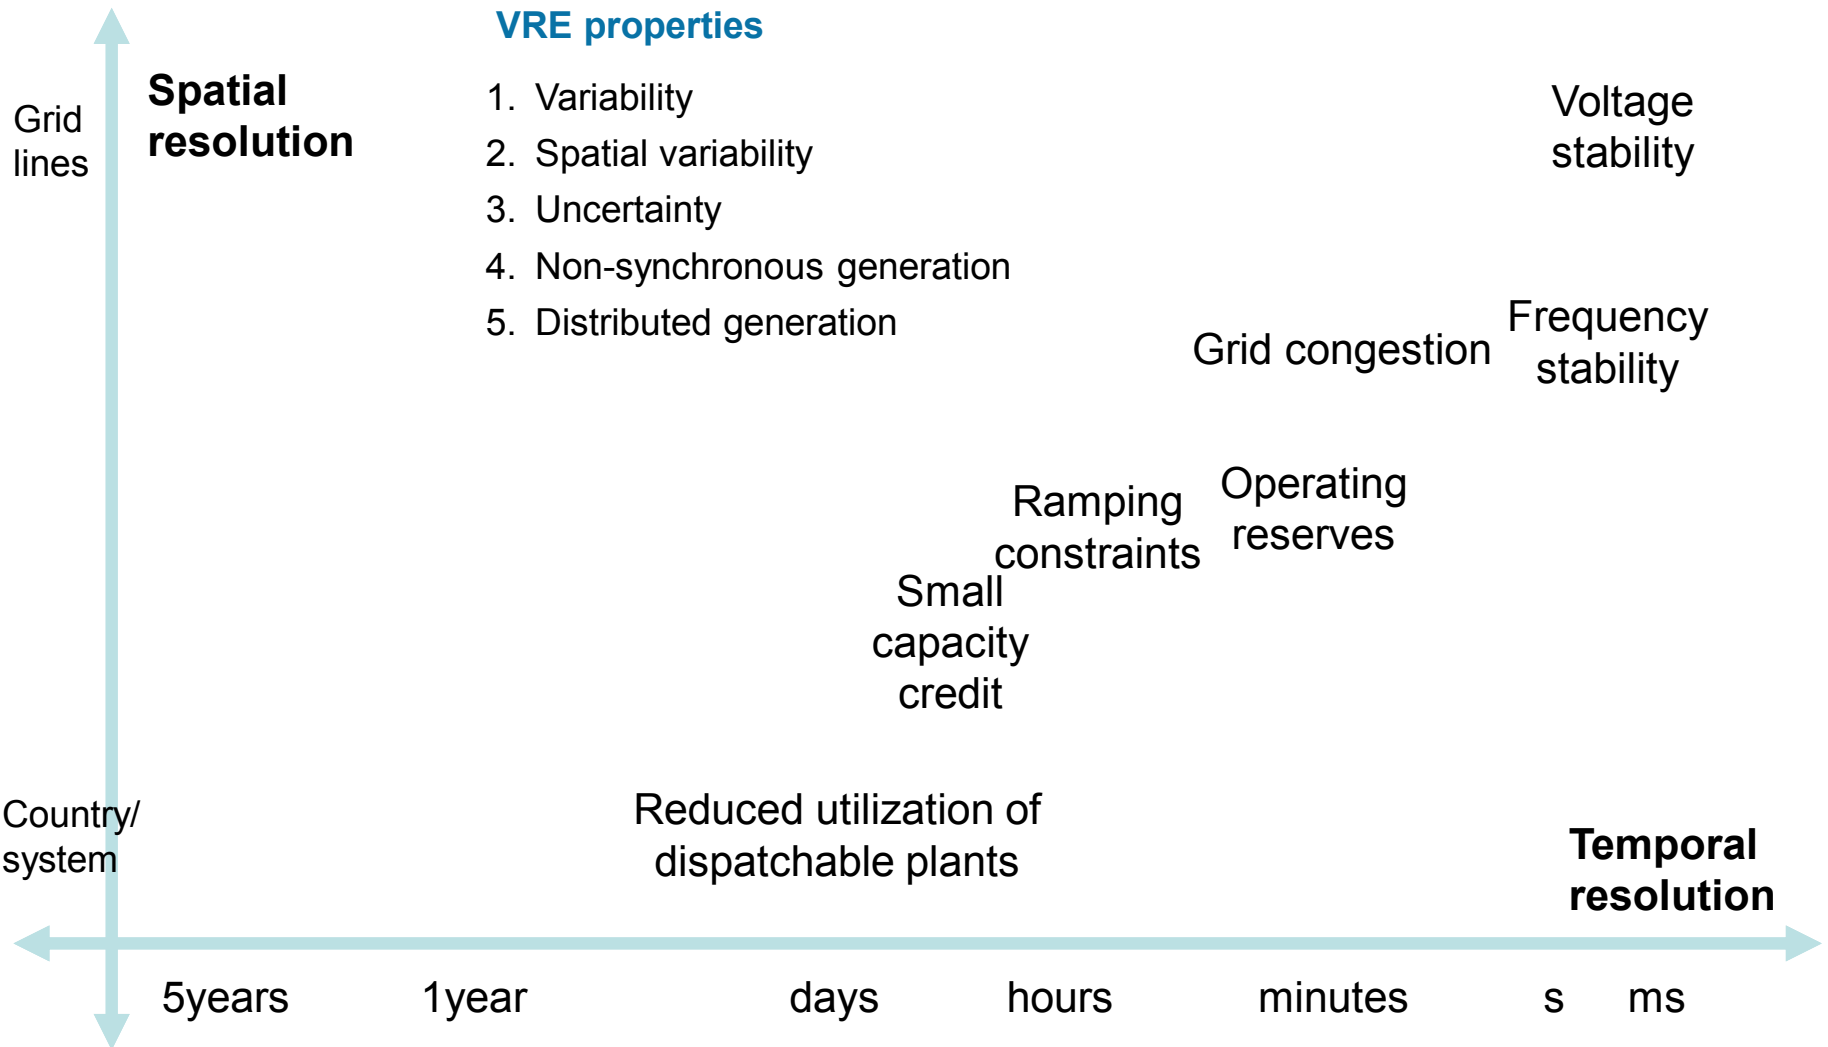 VRE properties
Spatial
resolution
Grid
lines
1. Variability
2. Spatial variability
3. Uncertainty
4. Non-synchronous generation
5. Distributed generation
Voltage
stability
Grid congestion
Frequency
stability
Ramping
constraints
Operating
reserves
Small
capacity
credit
Country/
system
Reduced utilization of
dispatchable plants
Temporal
resolution
5years
1year
days
hours
minutes
s
ms